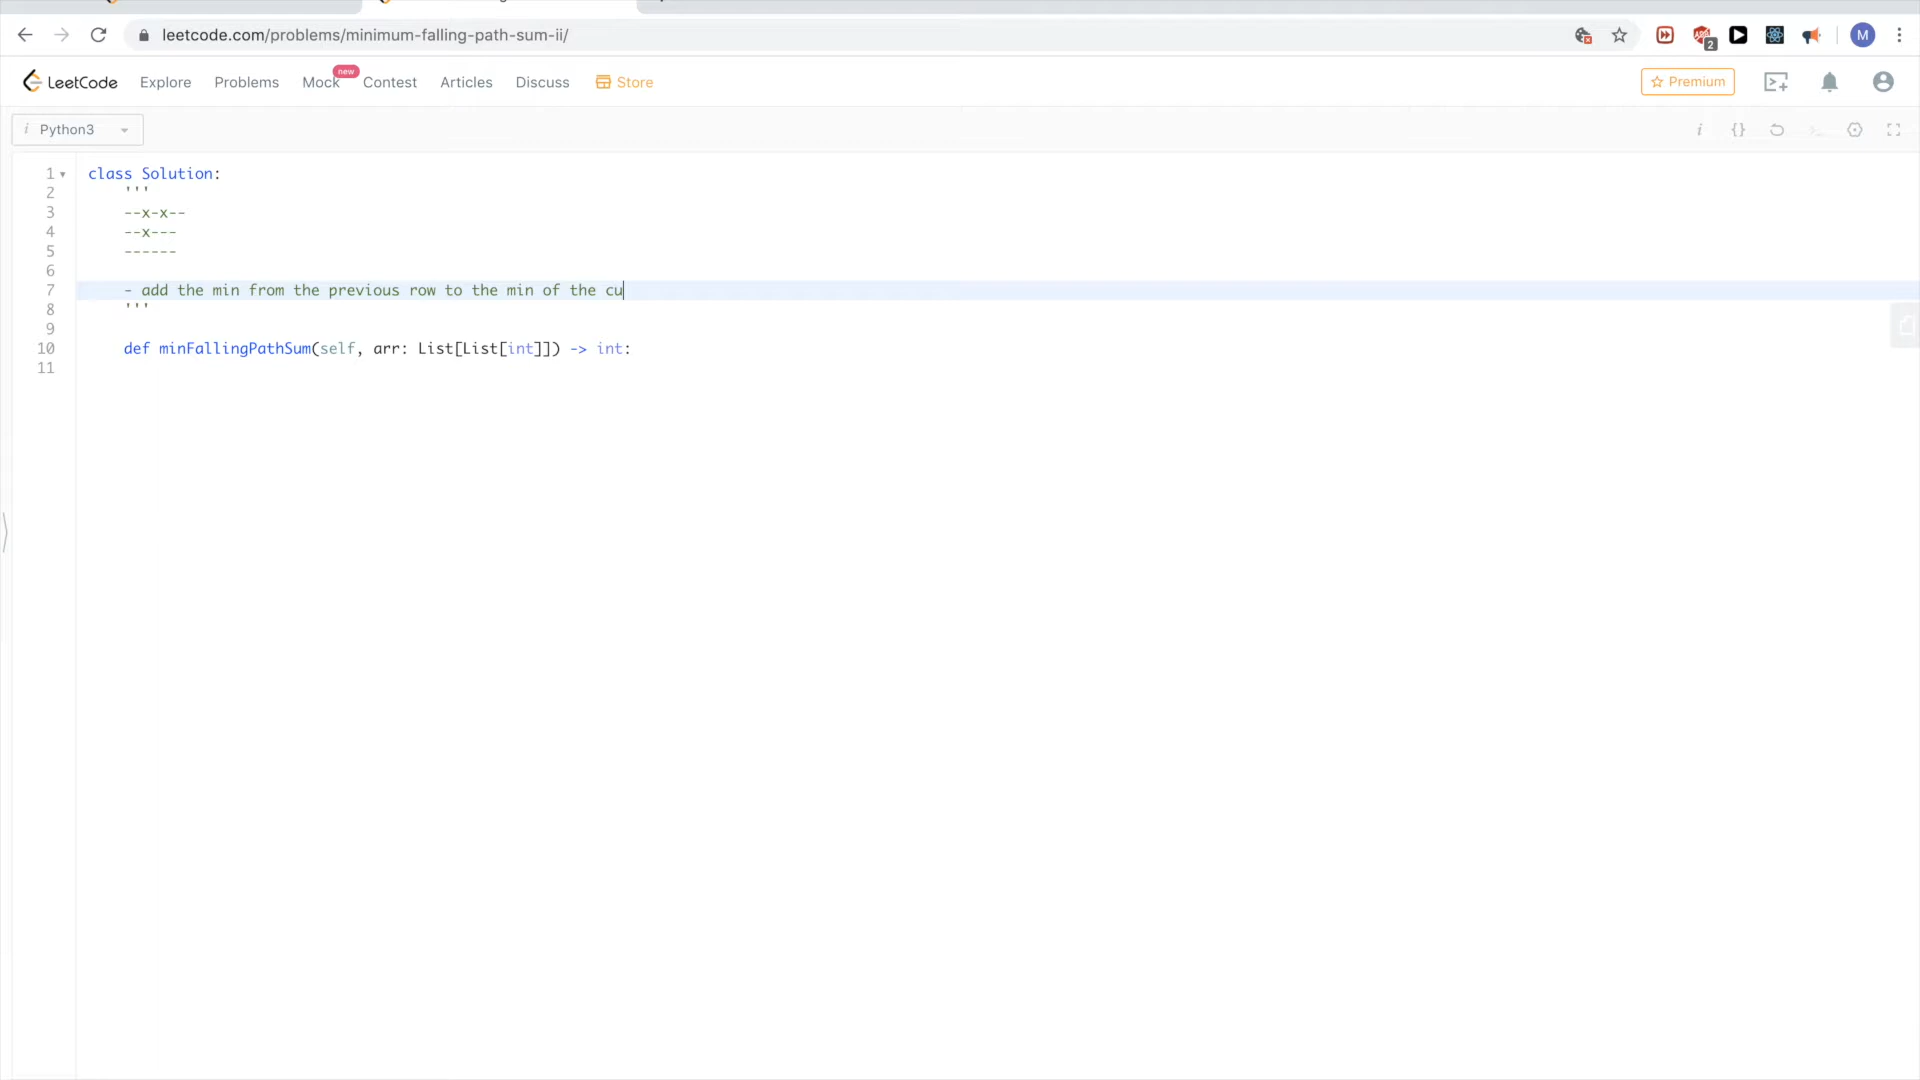 leetcode.com/problems/minimum-falling-path-sum-ii/
2
M
LeetCode Explore Problems Mock new Contest Articles Discuss Store Premium
i Python3
i {}
1 class Solution:
2 '''
3 --x-x--
4 --x---
5 ------
6
7 - add the min from the previous row to the min of the cu
8 '''
9
10 def minFallingPathSum(self, arr: List[List[int]]) -> int:
11